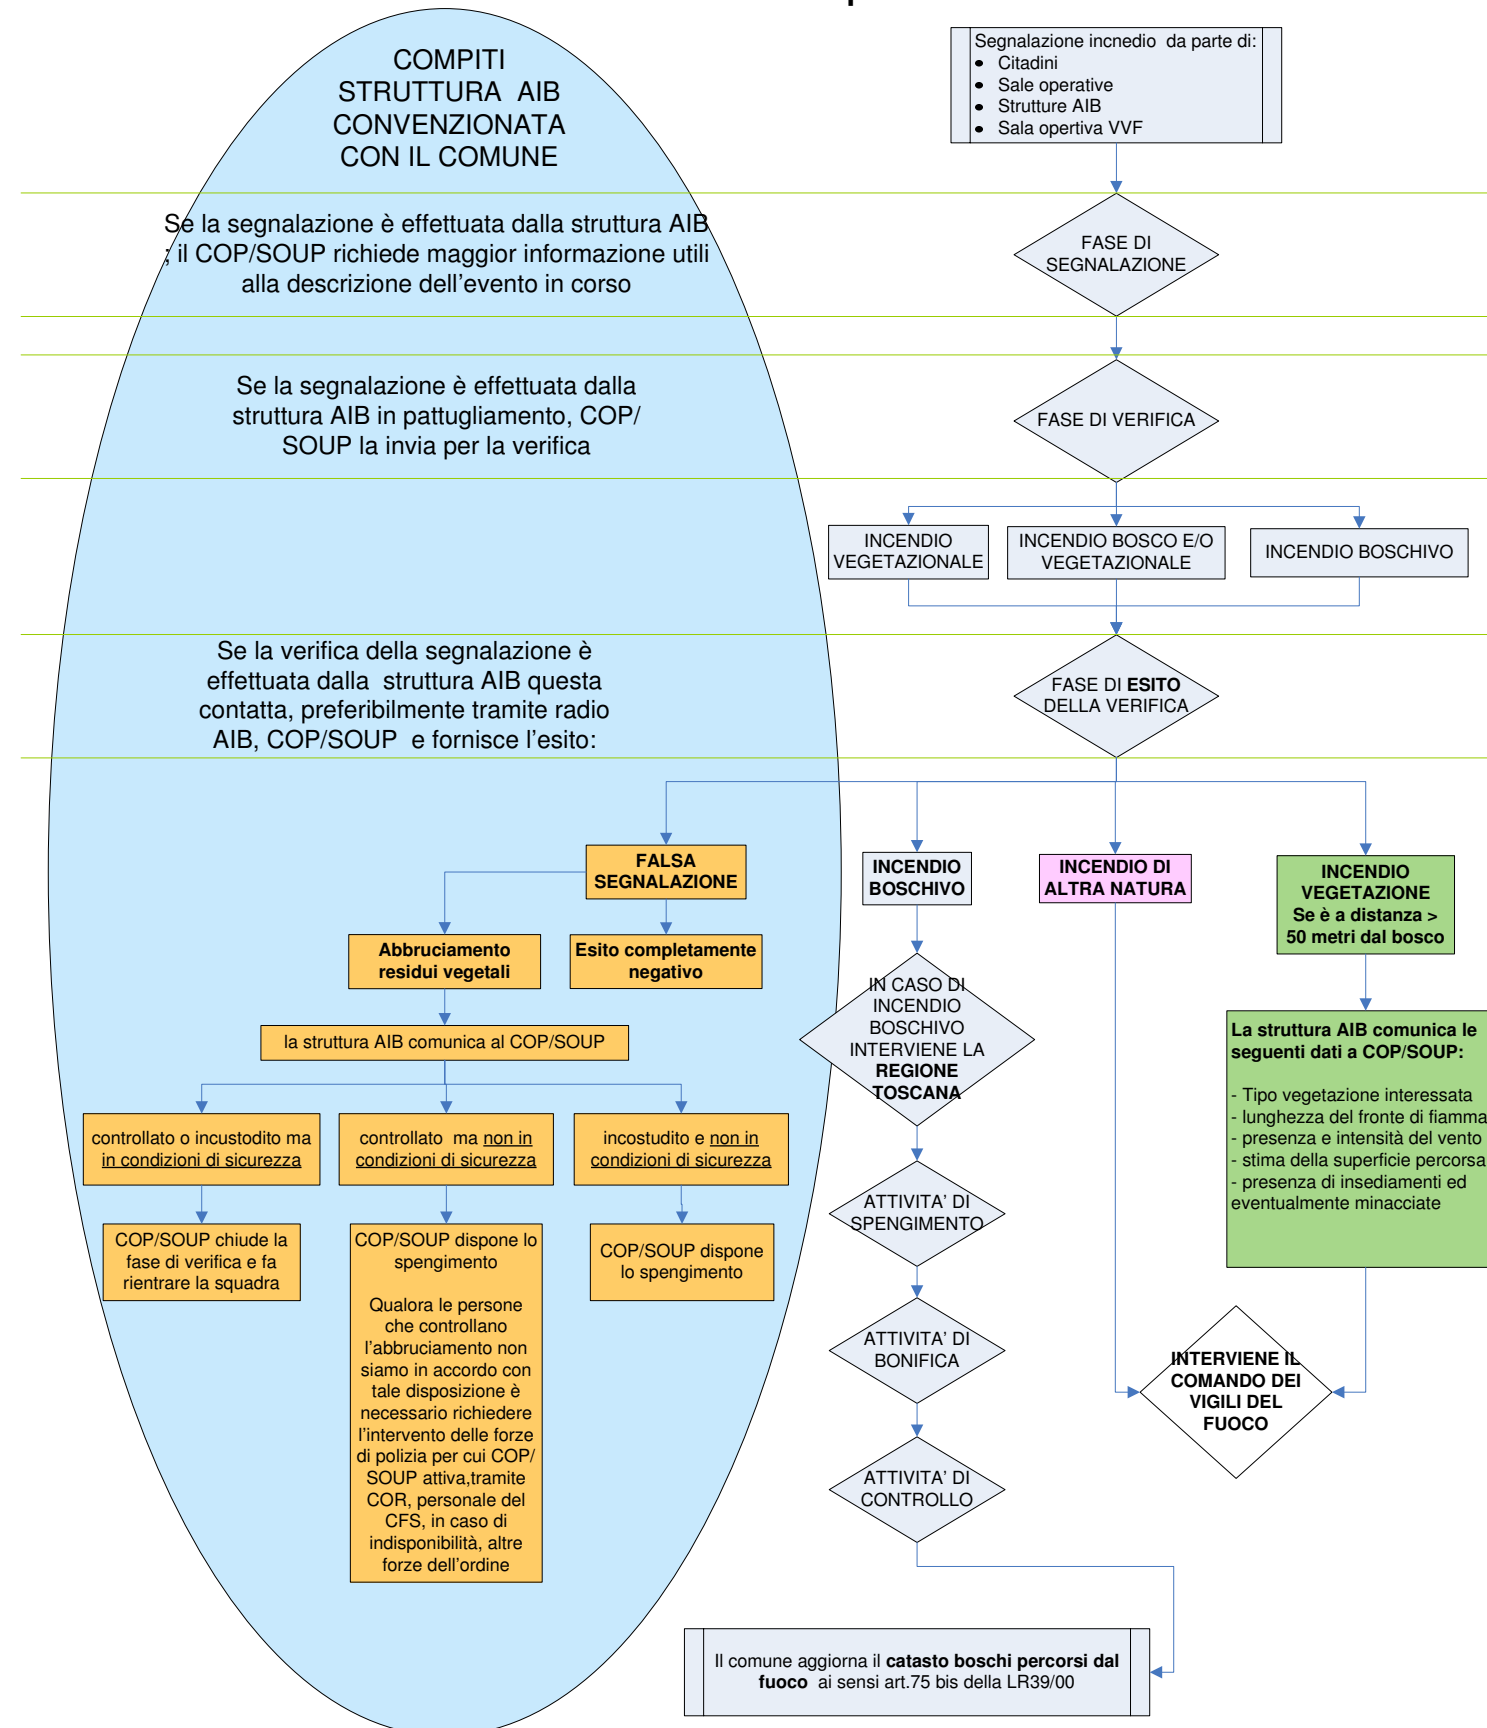 COMPITI
STRUTTURA AIB
CONVENZIONATA
CON IL COMUNE
Segnalazione incnedio da parte di:
• Citadini
• Sale operative
• Strutture AIB
• Sala opertiva VVF
Se la segnalazione è effettuata dalla struttura AIB
; il COP/SOUP richiede maggior informazione utili
alla descrizione dell'evento in corso
FASE DI
SEGNALAZIONE
Se la segnalazione è effettuata dalla
struttura AIB in pattugliamento, COP/
SOUP la invia per la verifica
FASE DI VERIFICA
INCENDIO
VEGETAZIONALE
INCENDIO BOSCO E/O
VEGETAZIONALE
INCENDIO BOSCHIVO
Se la verifica della segnalazione è
effettuata dalla struttura AIB questa
contatta, preferibilmente tramite radio
AIB, COP/SOUP e fornisce l'esito:
FASE DI ESITO
DELLA VERIFICA
FALSA
SEGNALAZIONE
INCENDIO
BOSCHIVO
INCENDIO DI
ALTRA NATURA
INCENDIO
VEGETAZIONE
Se è a distanza >
50 metri dal bosco
Abbruciamento
residui vegetali
Esito completamente
negativo
la struttura AIB comunica al COP/SOUP
IN CASO DI
INCENDIO
BOSCHIVO
INTERVIENE LA
REGIONE
TOSCANA
La struttura AIB comunica le
seguenti dati a COP/SOUP:
- Tipo vegetazione interessata
- lunghezza del fronte di fiamma
- presenza e intensità del vento
- stima della superficie percorsa
- presenza di insediamenti ed
eventualmente minacciate
controllato o incustodito ma
in condizioni di sicurezza
controllato ma non in
condizioni di sicurezza
incostudito e non in
condizioni di sicurezza
COP/SOUP chiude la
fase di verifica e fa
rientrare la squadra
COP/SOUP dispone lo
spengimento
Qualora le persone
che controllano
l'abbruciamento non
siamo in accordo con
tale disposizione è
necessario richiedere
l'intervento delle forze
di polizia per cui COP/
SOUP attiva,tramite
COR, personale del
CFS, in caso di
indisponibilità, altre
forze dell'ordine
COP/SOUP dispone
lo spengimento
ATTIVITA' DI
SPENGIMENTO
ATTIVITA' DI
BONIFICA
INTERVIENE IL
COMANDO DEI
VIGILI DEL
FUOCO
ATTIVITA' DI
CONTROLLO
Il comune aggiorna il catasto boschi percorsi dal
fuoco ai sensi art.75 bis della LR39/00